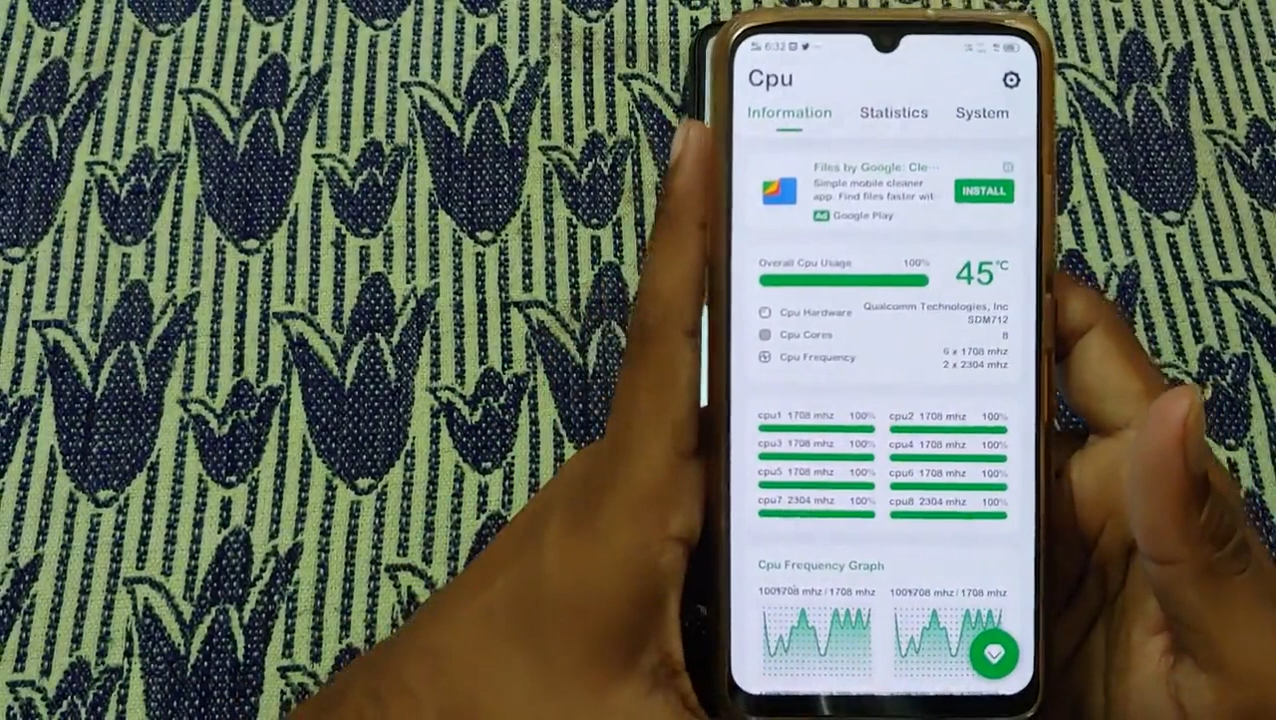 6:32
Cpu
Information Statistics System
Files by Google: Cle...
Simple mobile cleaner
app. Find files faster wit
INSTALL
Ad Google Play
Overall Cpu Usage 100%
45°C
Cpu Hardware Qualcomm Technologies, Inc
SDM712
Cpu Cores 8
Cpu Frequency 6 x 1708 mhz
2 x 2304 mhz
cpu1 1708 mhz 100% cpu2 1708 mhz 100%
cpu3 1708 mhz 100% cpu4 1708 mhz 100%
cpu5 1708 mhz 100% cpu6 1708 mhz 100%
cpu7 2304 mhz 100% cpu8 2304 mhz 100%
Cpu Frequency Graph
1708 mhz / 1708 mhz 1708 mhz / 1708 mhz